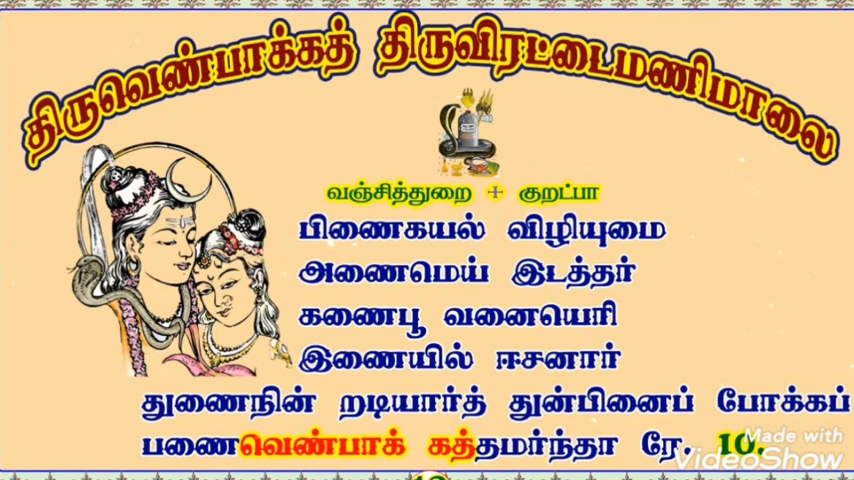 திருவெண்பாக்கத் திருவிரட்டைமணிமாலை
வஞ்சித்துறை + குறட்பா
பிணைகயல் விழியுமை
அணைமெய் இடத்தர்
கணைபூ வனையெரி
இணையில் ஈசனார்
துணைநின் றடியார்த் துன்பினைப் போக்கப்
பணைவெண்பாக் கத்தமர்ந்தா ரே. 10.
Made with
VideoShow